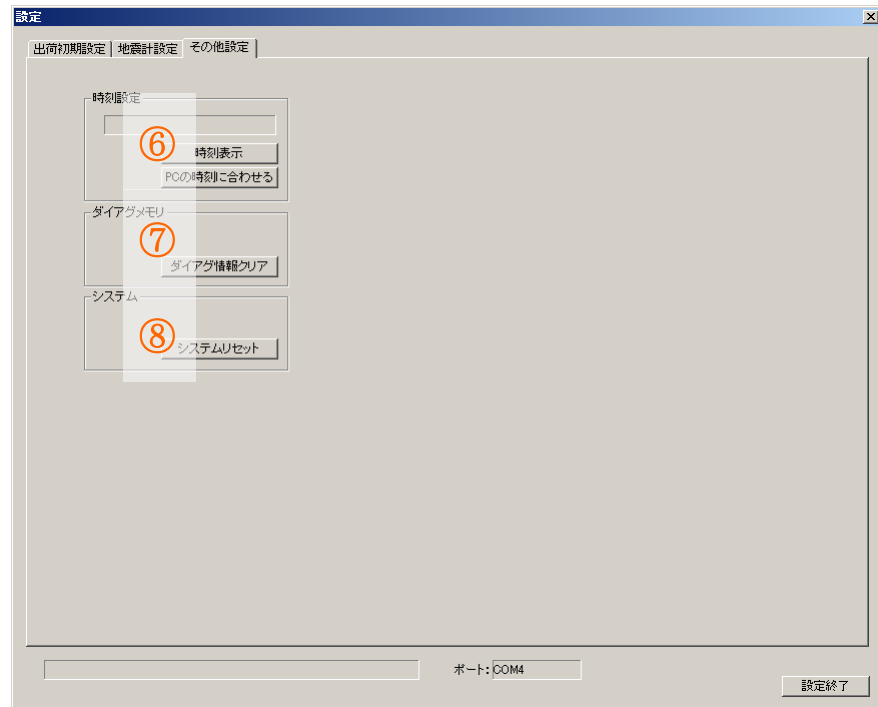 設定
出荷初期設定 地震計設定 その他設定
時刻設定
⑥
時刻表示
PCの時刻に合わせる
ダイアグメモリ
⑦
ダイアグ情報クリア
システム
⑧
システムリセット
ポート: COM4
設定終了